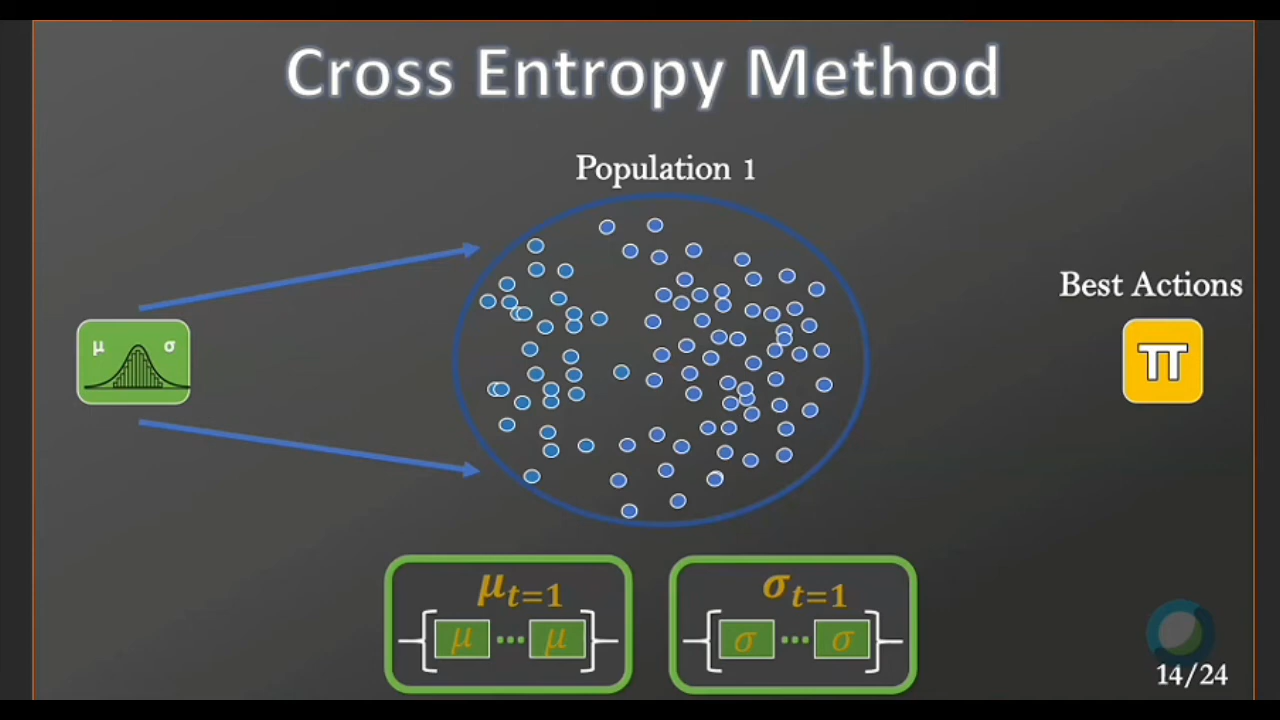 Cross Entropy Method
Population 1
Best Actions
μ σ
π
μt=1
σt=1
{ μ ... μ }
{ σ ... σ }
14/24